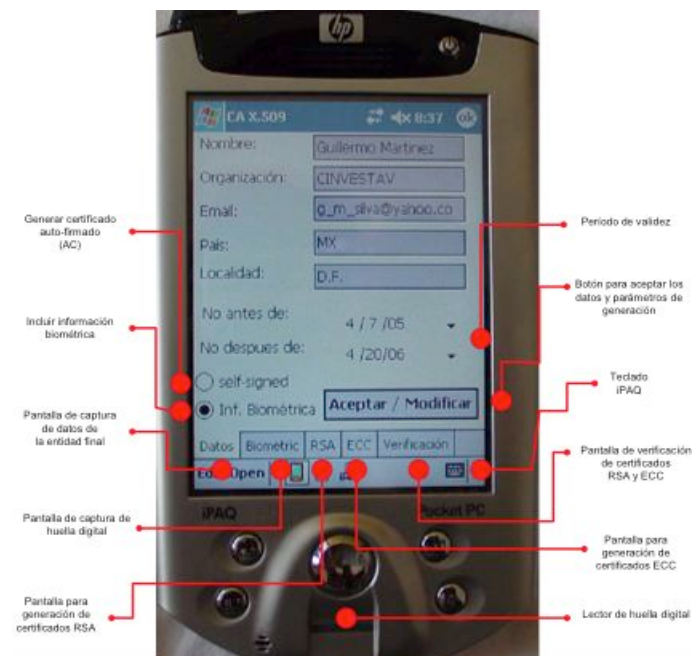 hp
CA X.509
8:37
ok
Nombre:
Guillermo Martinez
Organización:
CINVESTAV
Email:
g_m_silva@yahoo.co
Pais:
MX
Localidad:
D.F.
No antes de:
4 / 7 /05
No despues de:
4 /20/06
self-signed
Inf. Biométrica
Aceptar / Modificar
Datos
Biometric
RSA
ECC
Verificación
Open
iPAQ
Pocket PC
Generar certificado
auto-firmado
(AC)
Incluir información
biométrica
Pantalla de captura
de datos de
la entidad final
Pantalla de captura de
huella digital
Pantalla para
generación de
certificados RSA
Período de validez
Botón para aceptar los
datos y parámetros de
generación
Teclado
iPAQ
Pantalla de verificación
de certificados
RSA y ECC
Pantalla para
generación de
certificados ECC
Lector de huella digital